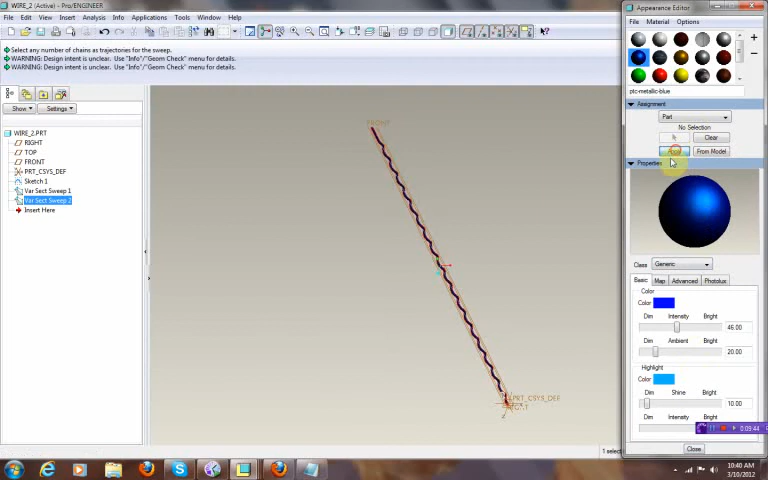 WIRE_2 (Active) - Pro/ENGINEER
File Edit View Insert Analysis Info Applications Tools Window Help
Select any number of chains as trajectories for the sweep.
WARNING: Design intent is unclear. Use "Info"/"Geom Check" menu for details.
WARNING: Design intent is unclear. Use "Info"/"Geom Check" menu for details.
Show Settings
WIRE_2.PRT
RIGHT
TOP
FRONT
PRT_CSYS_DEF
Sketch 1
Var Sect Sweep 1
Var Sect Sweep 2
Insert Here
FRONT
PRT_CSYS_DEF
Appearance Editor
File Material Options
ptc-metallic-blue
Assignment
Part
No Selection
Clear
From Model
Properties
Class Generic
Basic Map Advanced Photolux
Color
Color
Dim Intensity Bright
46.00
Dim Ambient Bright
20.00
Highlight
Color
Dim Shine Bright
10.00
Dim Intensity Bright
0:09:44
Close
10:40 AM
3/10/2012